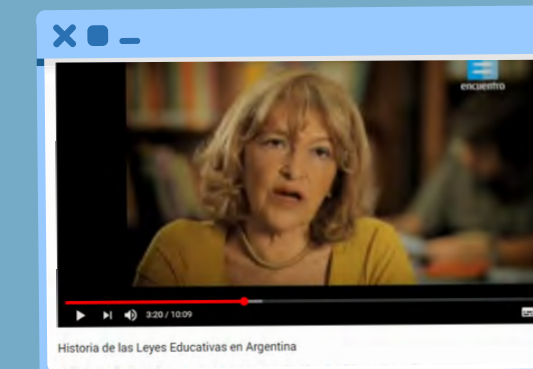 encuentro
3:20 / 10:09
Historia de las Leyes Educativas en Argentina